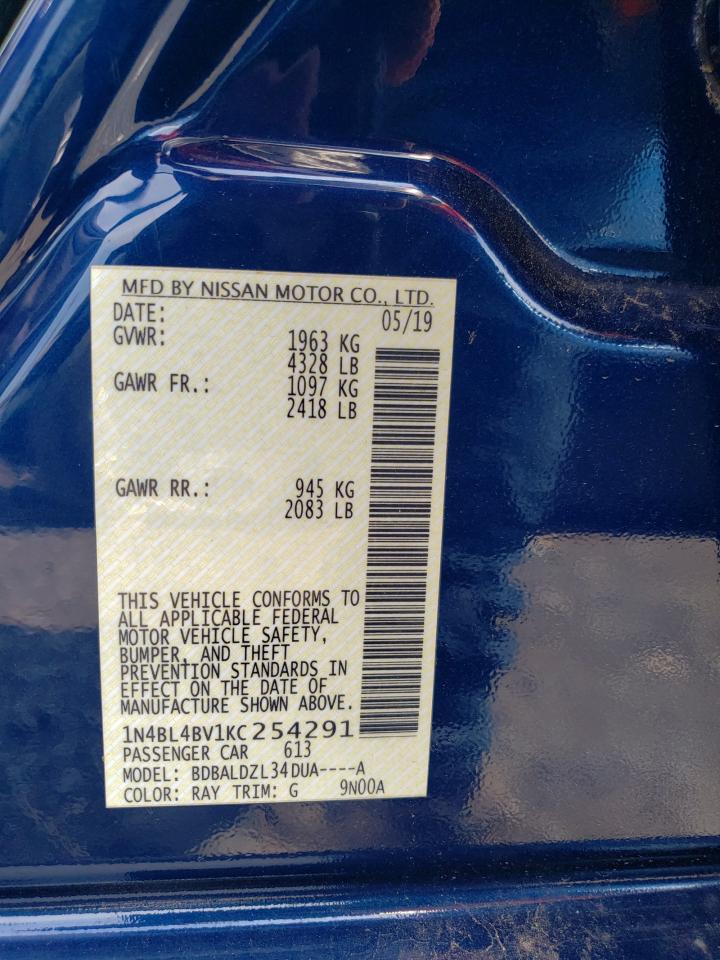 MFD BY NISSAN MOTOR CO., LTD.
DATE: 05/19
GVWR: 1963 KG
4328 LB
GAWR FR.: 1097 KG
2418 LB
GAWR RR.: 945 KG
2083 LB
THIS VEHICLE CONFORMS TO
ALL APPLICABLE FEDERAL
MOTOR VEHICLE SAFETY,
BUMPER, AND THEFT
PREVENTION STANDARDS IN
EFFECT ON THE DATE OF
MANUFACTURE SHOWN ABOVE.
1N4BL4BV1KC254291
PASSENGER CAR 613
MODEL: BDBALDZL34DUA----A
COLOR: RAY TRIM: G 9N00A